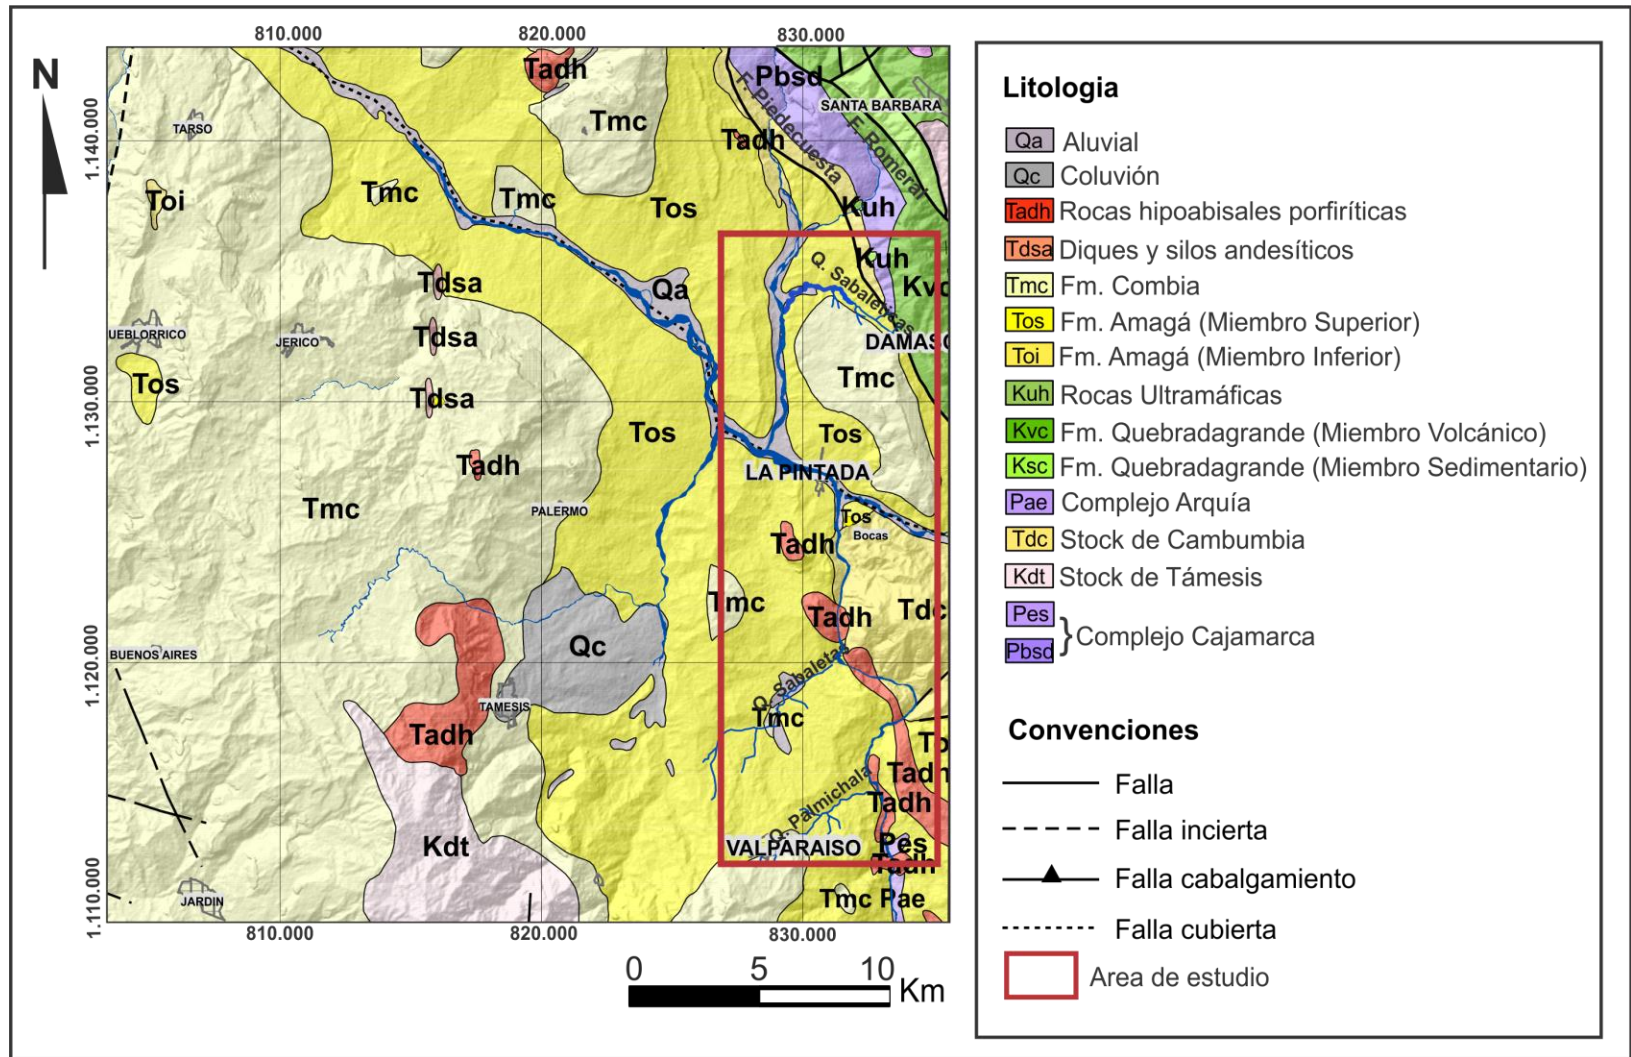 810.000
820.000
830.000
N
1.140.000
1.130.000
1.120.000
1.110.000
Tadh
Pbsd
SANTA BARBARA
F. Piedecuesta
F. Romeral
TARSO
Tmc
Tadh
Toi
Tmc
Tmc
Tos
Kuh
Kuh
Q. Sabaleticas
Tdsa
Qa
Kvc
UEBLORRICO
JERICO
Tdsa
DAMASC
Tos
Tdsa
Tmc
Tos
Tos
Tadh
LA PINTADA
Tmc
PALERMO
Tos
Bocas
Tadh
Tmc
Tadh
Tdc
Qc
BUENOS AIRES
Q. Sabaletas
TAMESIS
Tmc
Tadh
To
Tadh
Q. Palmichala
Tadh
Kdt
VALPARAISO
Pes
Tadh
JARDIN
Tmc
Pae
810.000
820.000
830.000
0
5
10
Km
Litologia
Qa Aluvial
Qc Coluvión
Tadh Rocas hipoabisales porfiríticas
Tdsa Diques y silos andesíticos
Tmc Fm. Combia
Tos Fm. Amagá (Miembro Superior)
Toi Fm. Amagá (Miembro Inferior)
Kuh Rocas Ultramáficas
Kvc Fm. Quebradagrande (Miembro Volcánico)
Ksc Fm. Quebradagrande (Miembro Sedimentario)
Pae Complejo Arquía
Tdc Stock de Cambumbia
Kdt Stock de Támesis
Pes
Pbsd
} Complejo Cajamarca
Convenciones
Falla
Falla incierta
Falla cabalgamiento
Falla cubierta
Area de estudio